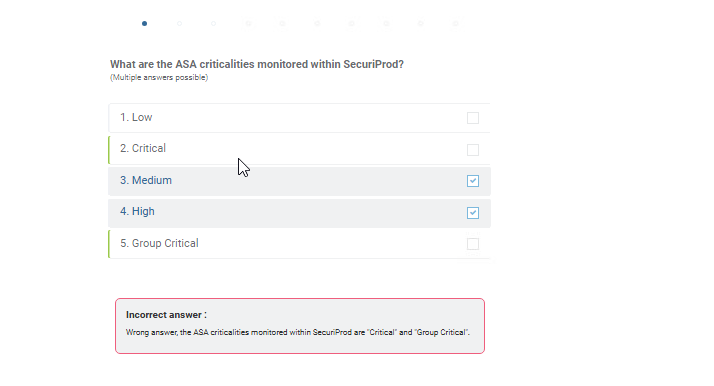 What are the ASA criticalities monitored within SecuriProd?
(Multiple answers possible)
1. Low
2. Critical
3. Medium
4. High
5. Group Critical
Incorrect answer :
Wrong answer, the ASA criticalities monitored within SecuriProd are "Critical" and "Group Critical".